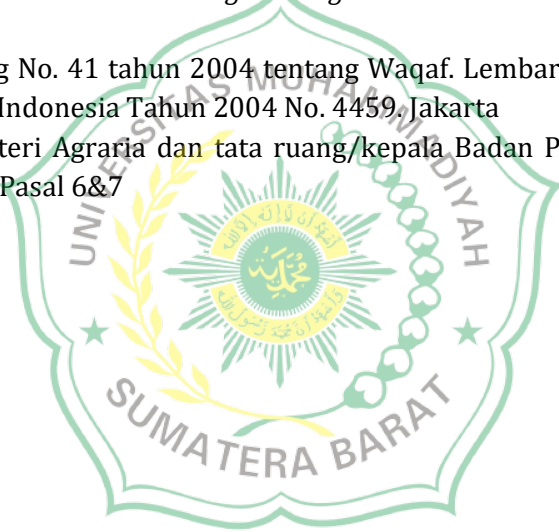 g No. 41 tahun 2004 tentang Waqaf. Lembar
Indonesia Tahun 2004 No. 4459. Jakarta
teri Agraria dan tata ruang/kepala Badan P
Pasal 6&7
UNIVERSITAS MUHAMMADIYAH
SUMATERA BARAT